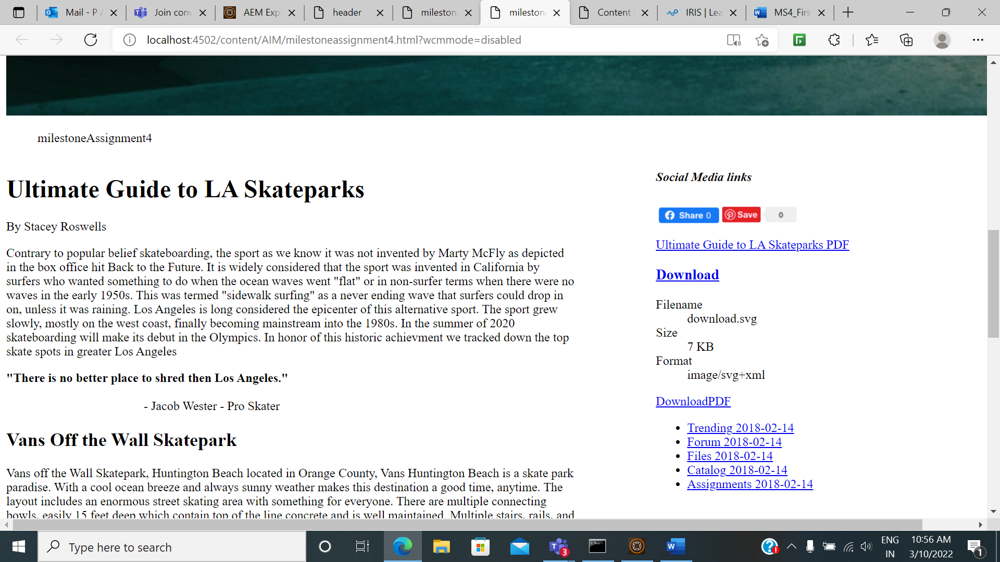 Mail - P A
Join conv
AEM Exp
header
mileston
mileston
Content
IRIS | Lea
MS4_Firs
localhost:4502/content/AIM/milestoneassignment4.html?wcmmode=disabled
milestoneAssignment4
Ultimate Guide to LA Skateparks
By Stacey Roswells
Contrary to popular belief skateboarding, the sport as we know it was not invented by Marty McFly as depicted
in the box office hit Back to the Future. It is widely considered that the sport was invented in California by
surfers who wanted something to do when the ocean waves went "flat" or in non-surfer terms when there were no
waves in the early 1950s. This was termed "sidewalk surfing" as a never ending wave that surfers could drop in
on, unless it was raining. Los Angeles is long considered the epicenter of this alternative sport. The sport grew
slowly, mostly on the west coast, finally becoming mainstream into the 1980s. In the summer of 2020
skateboarding will make its debut in the Olympics. In honor of this historic achievment we tracked down the top
skate spots in greater Los Angeles
"There is no better place to shred then Los Angeles."
- Jacob Wester - Pro Skater
Vans Off the Wall Skatepark
Vans off the Wall Skatepark, Huntington Beach located in Orange County, Vans Huntington Beach is a skate park
paradise. With a cool ocean breeze and always sunny weather makes this destination a good time, anytime. The
layout includes an enormous street skating area with something for everyone. There are multiple connecting
bowls, easily 15 feet deep which contain top of the line concrete and is well maintained. Multiple stairs, rails, and
Social Media links
Share 0
Save
0
Ultimate Guide to LA Skateparks PDF
Download
Filename
download.svg
Size
7 KB
Format
image/svg+xml
DownloadPDF
Trending 2018-02-14
Forum 2018-02-14
Files 2018-02-14
Catalog 2018-02-14
Assignments 2018-02-14
Type here to search
3
ENG
IN
10:56 AM
3/10/2022
1